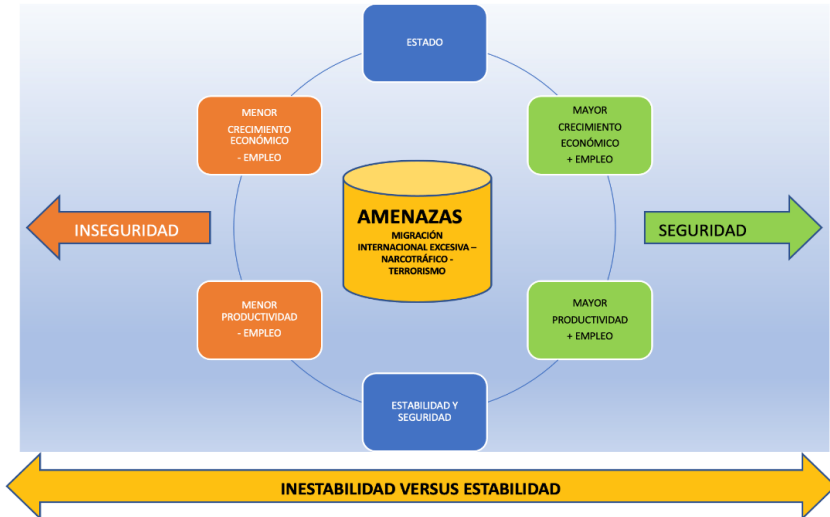 ESTADO
MENOR
CRECIMIENTO
ECONÓMICO
- EMPLEO
MAYOR
CRECIMIENTO
ECONÓMICO
+ EMPLEO
AMENAZAS
MIGRACIÓN
INTERNACIONAL EXCESIVA –
NARCOTRÁFICO -
TERRORISMO
INSEGURIDAD
SEGURIDAD
MENOR
PRODUCTIVIDAD
- EMPLEO
MAYOR
PRODUCTIVIDAD
+ EMPLEO
ESTABILIDAD Y
SEGURIDAD
INESTABILIDAD VERSUS ESTABILIDAD